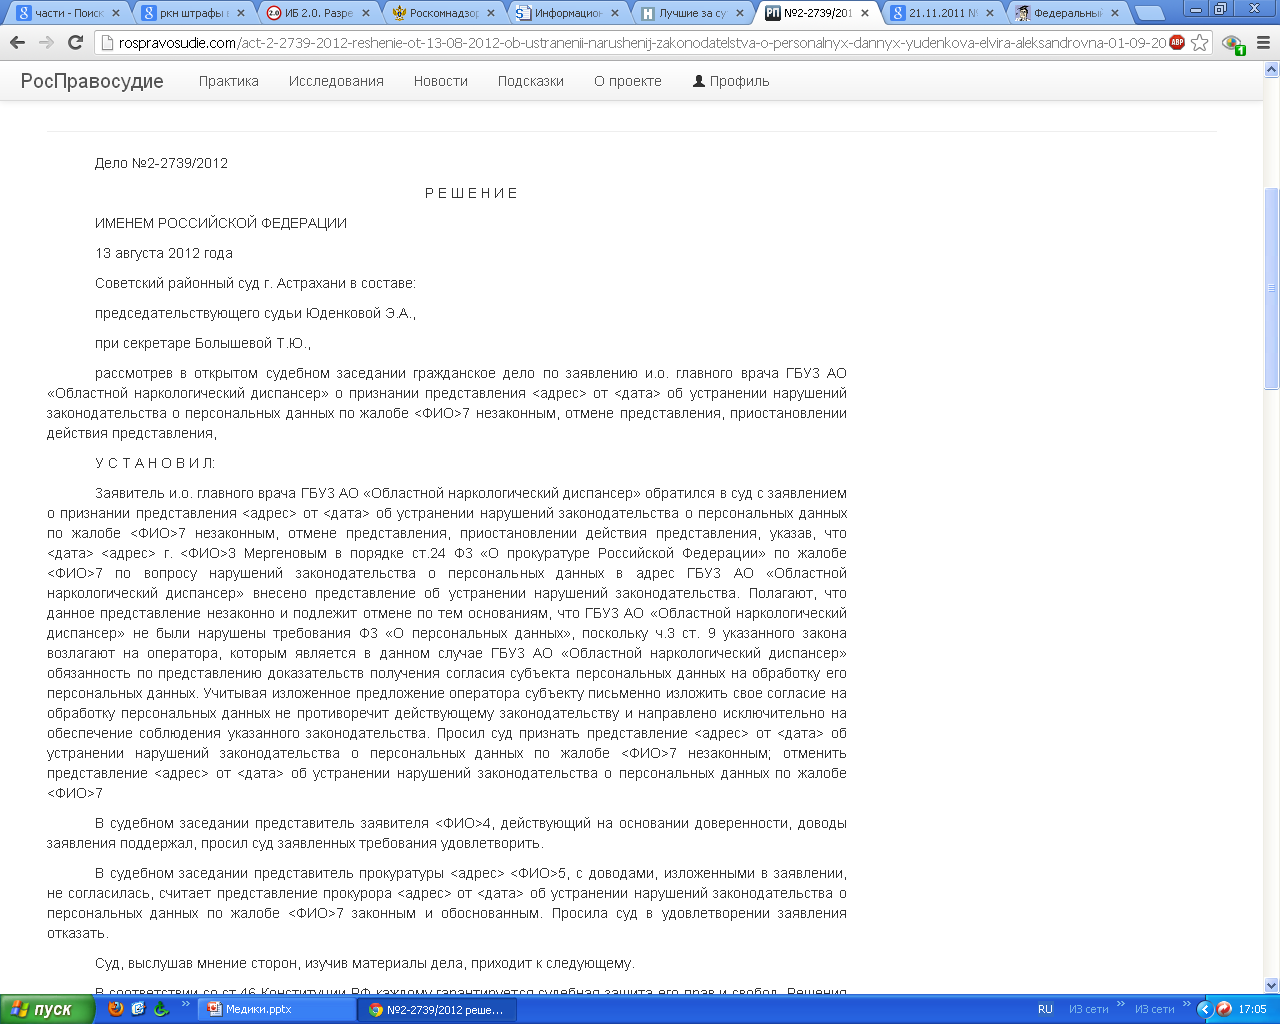 части - Поиск
ркн штрафы
ИБ 2.0. Разре
Роскомнадзор
Информацион
Лучшие за су
№2-2739/201
21.11.2011 №
Федеральный
rospravosudie.com/act-2-2739-2012-reshenie-ot-13-08-2012-ob-ustranenii-narushenij-zakonodatelstva-o-personalnyx-dannyx-yudenkova-elvira-aleksandrovna-01-09-20
ABP
1
РосПравосудие Практика Исследования Новости Подсказки О проекте Профиль
Дело №2-2739/2012
Р Е Ш Е Н И Е
ИМЕНЕМ РОССИЙСКОЙ ФЕДЕРАЦИИ
13 августа 2012 года
Советский районный суд г. Астрахани в составе:
председательствующего судьи Юденковой Э.А.,
при секретаре Болышевой Т.Ю.,
рассмотрев в открытом судебном заседании гражданское дело по заявлению и.о. главного врача ГБУЗ АО
«Областной наркологический диспансер» о признании представления <адрес> от <дата> об устранении нарушений
законодательства о персональных данных по жалобе <ФИО>7 незаконным, отмене представления, приостановлении
действия представления,
У С Т А Н О В И Л:
Заявитель и.о. главного врача ГБУЗ АО «Областной наркологический диспансер» обратился в суд с заявлением
о признании представления <адрес> от <дата> об устранении нарушений законодательства о персональных данных
по жалобе <ФИО>7 незаконным, отмене представления, приостановлении действия представления, указав, что
<дата> <адрес> г. <ФИО>3 Мергеновым в порядке ст.24 ФЗ «О прокуратуре Российской Федерации» по жалобе
<ФИО>7 по вопросу нарушений законодательства о персональных данных в адрес ГБУЗ АО «Областной
наркологический диспансер» внесено представление об устранении нарушений законодательства. Полагают, что
данное представление незаконно и подлежит отмене по тем основаниям, что ГБУЗ АО «Областной наркологический
диспансер» не были нарушены требования ФЗ «О персональных данных», поскольку ч.3 ст. 9 указанного закона
возлагают на оператора, которым является в данном случае ГБУЗ АО «Областной наркологический диспансер»
обязанность по представлению доказательств получения согласия субъекта персональных данных на обработку его
персональных данных. Учитывая изложенное предложение оператора субъекту письменно изложить свое согласие на
обработку персональных данных не противоречит действующему законодательству и направлено исключительно на
обеспечение соблюдения указанного законодательства. Просил суд признать представление <адрес> от <дата> об
устранении нарушений законодательства о персональных данных по жалобе <ФИО>7 незаконным; отменить
представление <адрес> от <дата> об устранении нарушений законодательства о персональных данных по жалобе
<ФИО>7
В судебном заседании представитель заявителя <ФИО>4, действующий на основании доверенности, доводы
заявления поддержал, просил суд заявленных требования удовлетворить.
В судебном заседании представитель прокуратуры <адрес> <ФИО>5, с доводами, изложенными в заявлении,
не согласилась, считает представление прокурора <адрес> от <дата> об устранении нарушений законодательства о
персональных данных по жалобе <ФИО>7 законным и обоснованным. Просила суд в удовлетворении заявления
отказать.
Суд, выслушав мнение сторон, изучив материалы дела, приходит к следующему.
В соответствии со ст.46 Конституции РФ каждому гарантируется судебная защита его прав и свобод. Решения
пуск
Медики.pptx
№2-2739/2012 реше...
RU
ИЗ сети
ИЗ сети
17:05